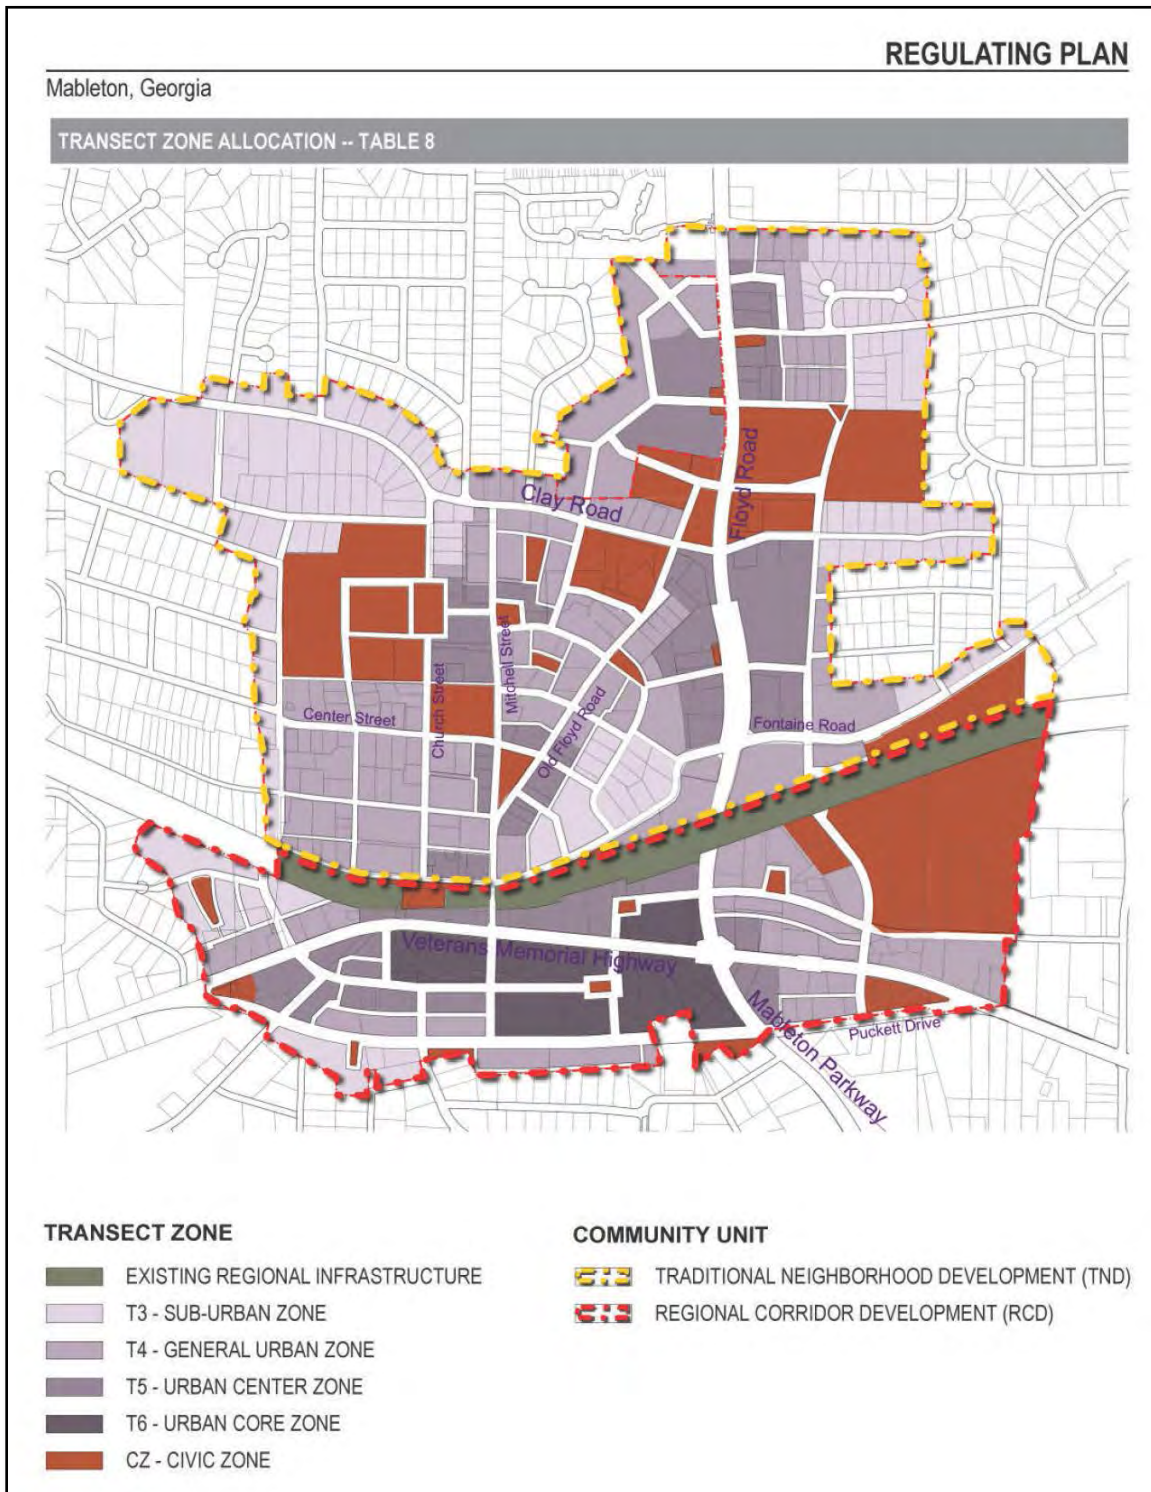 REGULATING PLAN
Mableton, Georgia
TRANSECT ZONE ALLOCATION -- TABLE 8
Clay Road
Floyd Road
Mitchell Street
Church Street
Center Street
Old Floyd Road
Fontaine Road
Veterans Memorial Highway
Mableton Parkway
Puckett Drive
TRANSECT ZONE
EXISTING REGIONAL INFRASTRUCTURE
T3 - SUB-URBAN ZONE
T4 - GENERAL URBAN ZONE
T5 - URBAN CENTER ZONE
T6 - URBAN CORE ZONE
CZ - CIVIC ZONE
COMMUNITY UNIT
TRADITIONAL NEIGHBORHOOD DEVELOPMENT (TND)
REGIONAL CORRIDOR DEVELOPMENT (RCD)